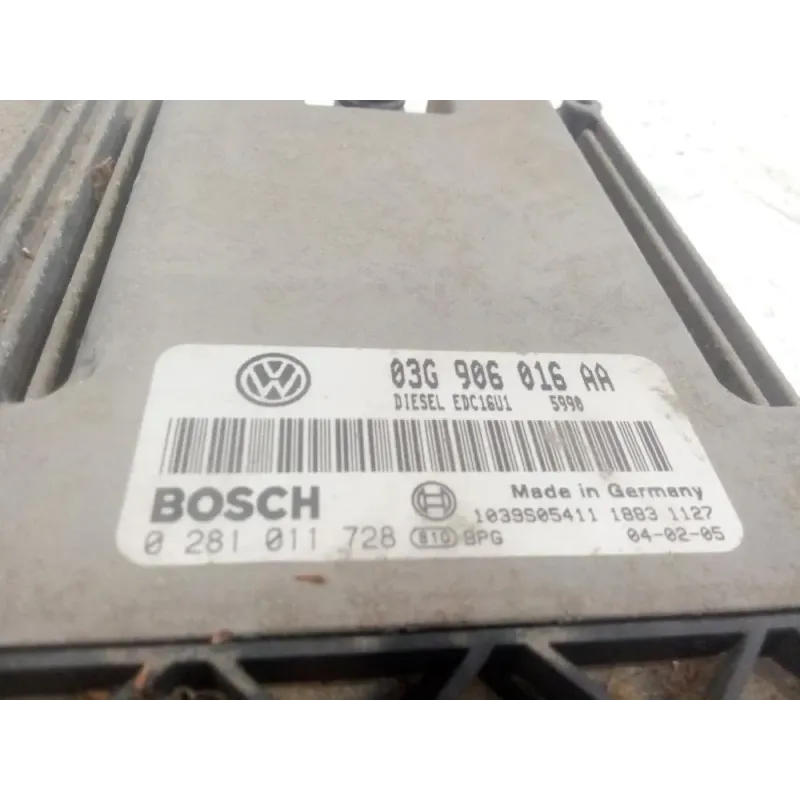 03G 906 016 AA
DIESEL EDC16U1 5990
BOSCH
Made in Germany
0 281 011 728 810 BPG
1039S05411 1883 1127
04-02-05